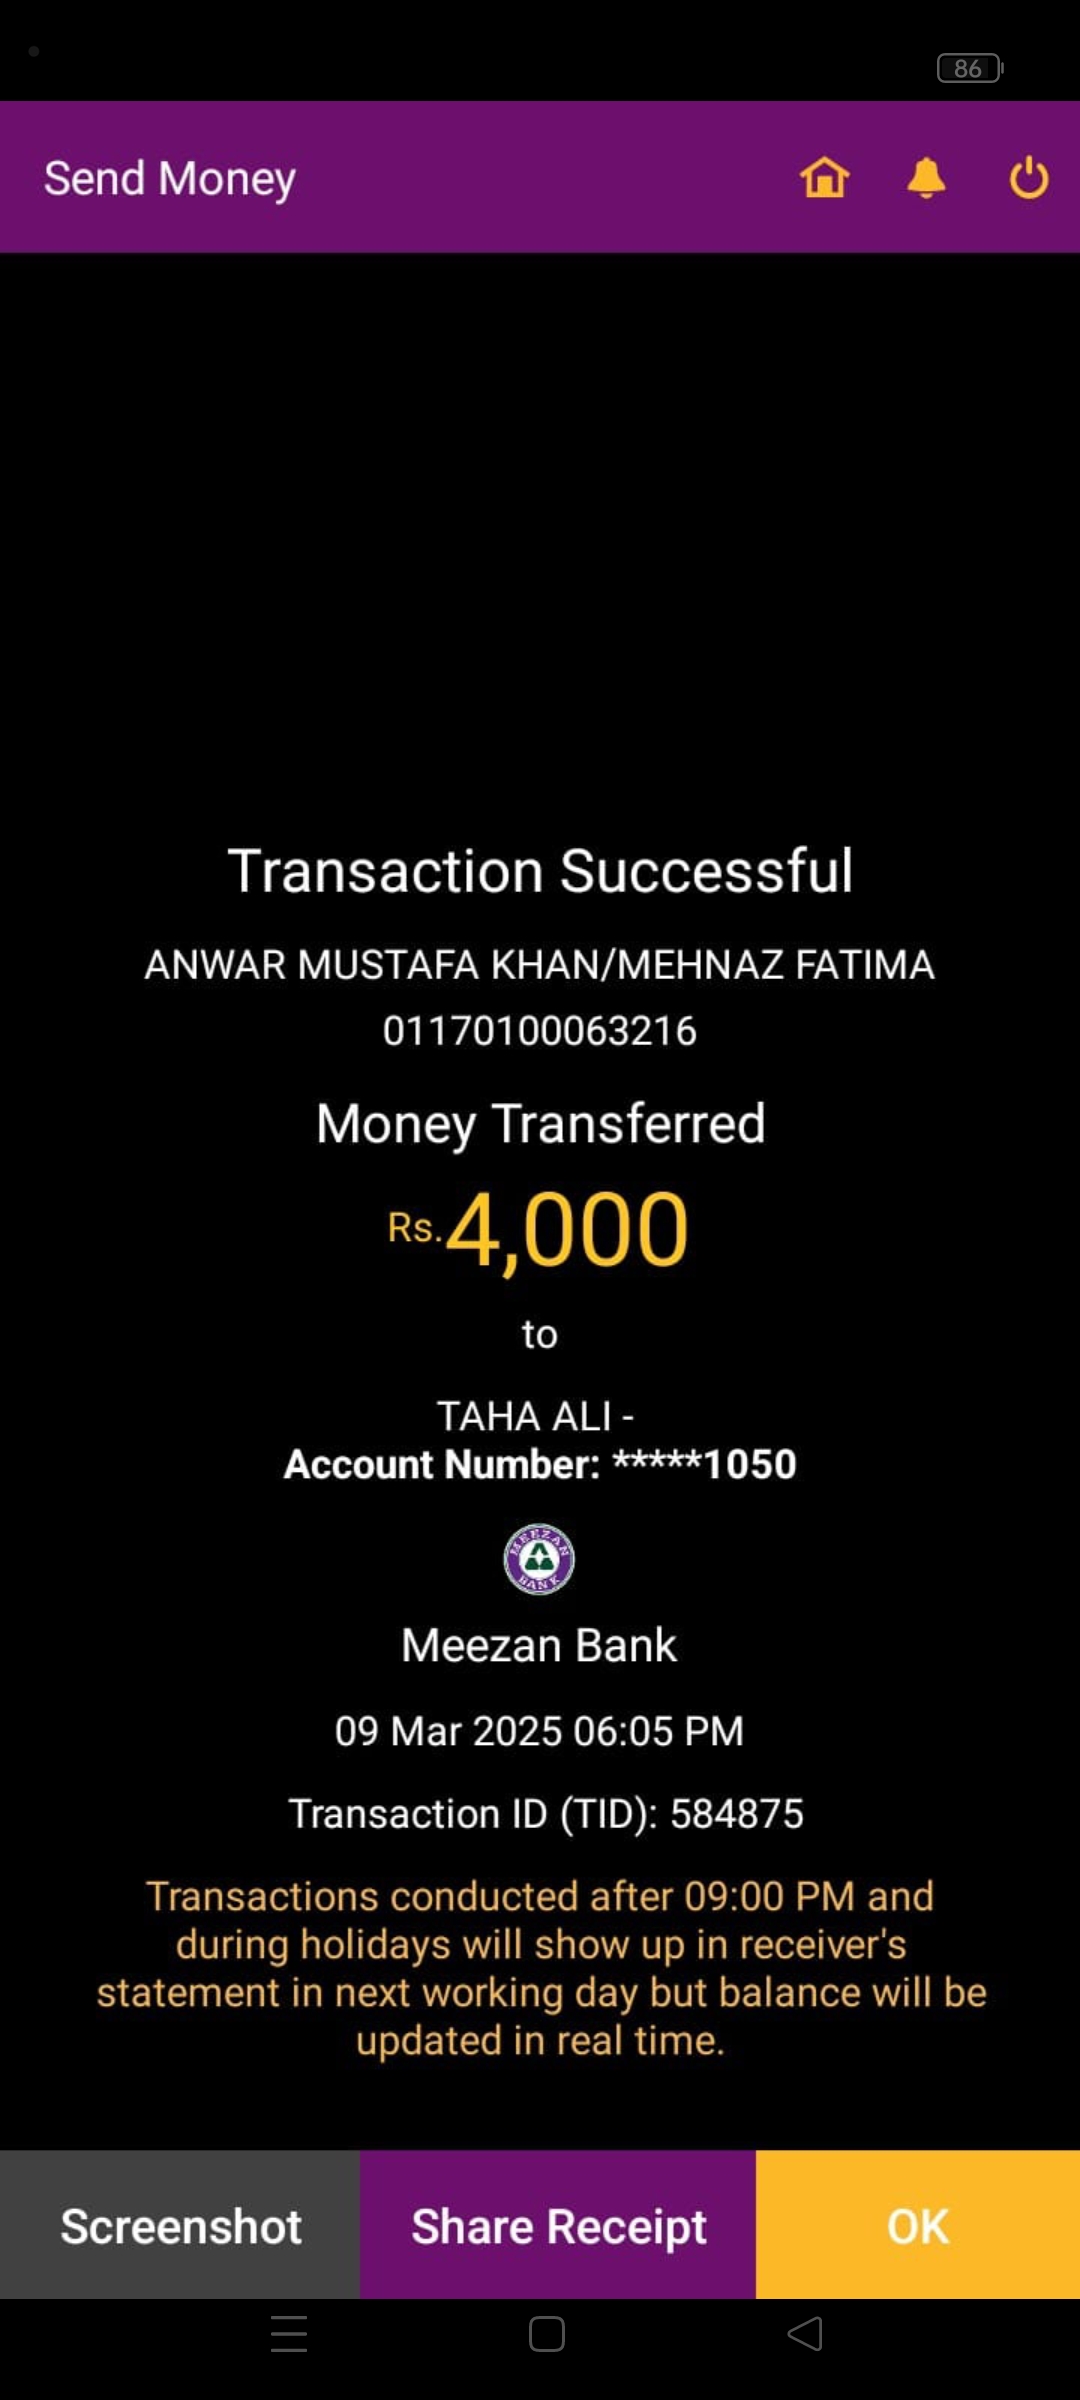 86
Send Money
Transaction Successful
ANWAR MUSTAFA KHAN/MEHNAZ FATIMA
01170100063216
Money Transferred
Rs.4,000
to
TAHA ALI -
Account Number: *****1050
MEEZAN
BANK
Meezan Bank
09 Mar 2025 06:05 PM
Transaction ID (TID): 584875
Transactions conducted after 09:00 PM and
during holidays will show up in receiver's
statement in next working day but balance will be
updated in real time.
Screenshot
Share Receipt
OK